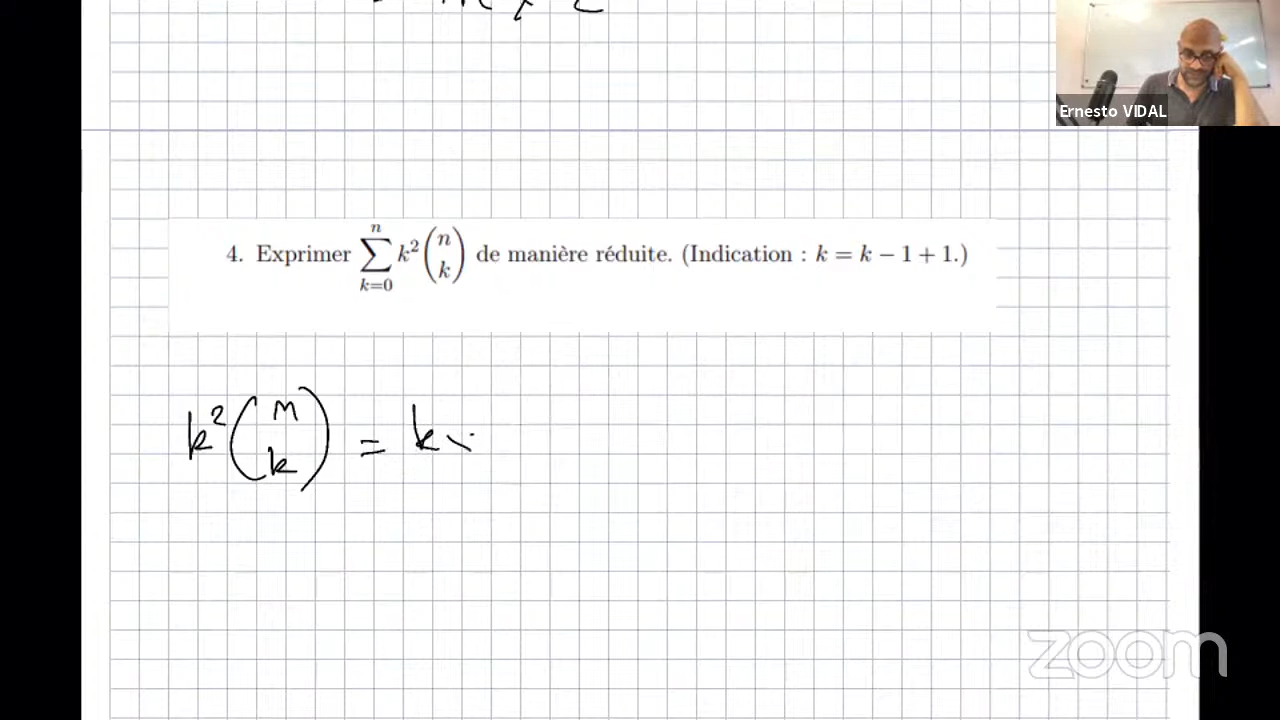 Ernesto VIDAL
4. Exprimer \sum_{k=0}^{n} k^2 \binom{n}{k} de manière réduite. (Indication : k = k − 1 + 1.)
k^2 \binom{n}{k} = k ×
zoom